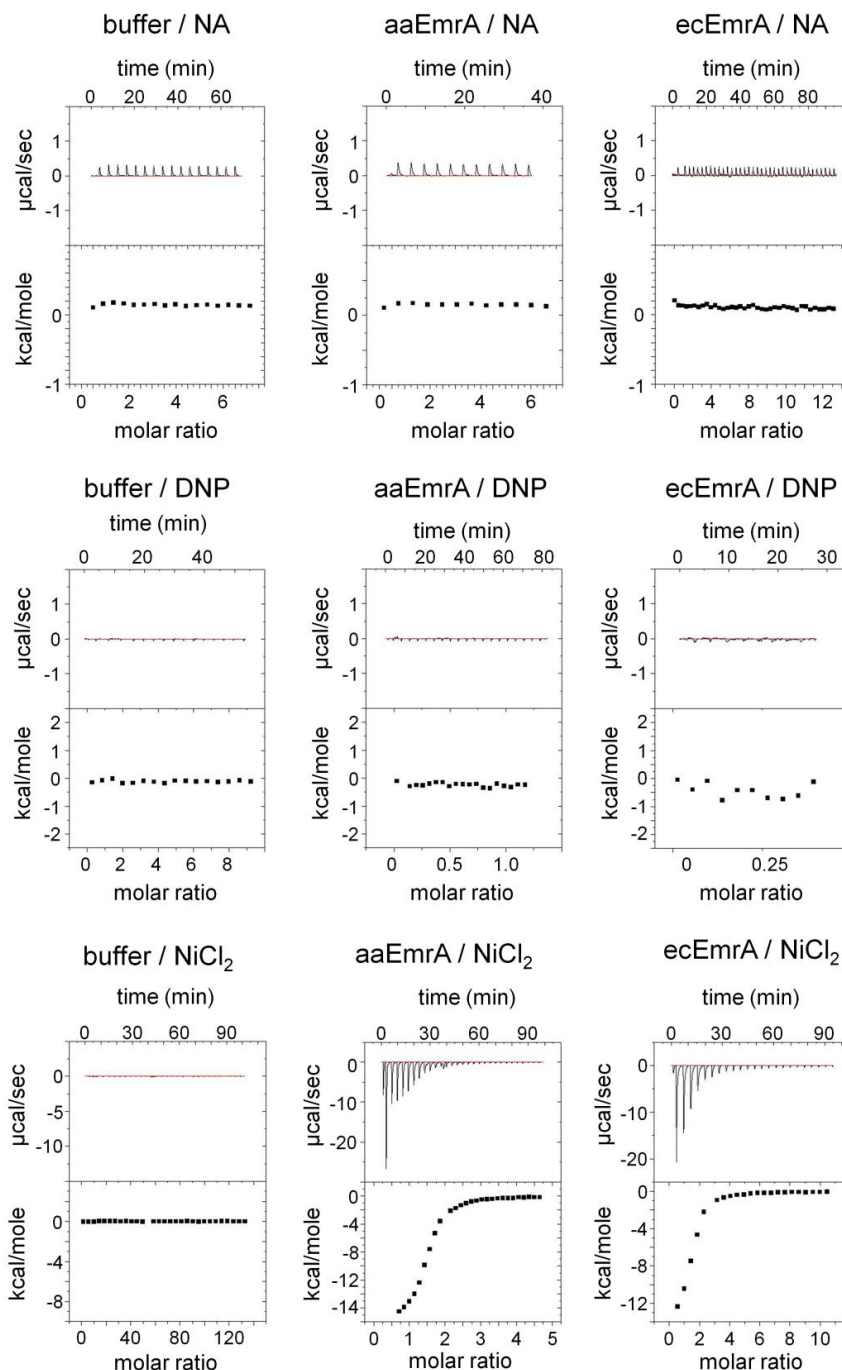 buffer / NA
aaEmrA / NA
ecEmrA / NA
time (min)
time (min)
time (min)
0 20 40 60
0 20 40
0 20 40 60 80
µcal/sec
1
0
-1
µcal/sec
1
0
-1
µcal/sec
1
0
-1
kcal/mole
0
-1
kcal/mole
0
-1
kcal/mole
0
-1
0 2 4 6
0 1 2 3 4 5 6
0 4 8 10 12
molar ratio
molar ratio
molar ratio
buffer / DNP
aaEmrA / DNP
ecEmrA / DNP
time (min)
time (min)
time (min)
0 20 40
0 20 40 60 80
0 10 20 30
µcal/sec
1
0
-1
µcal/sec
1
0
-1
µcal/sec
1
0
-1
kcal/mole
2
1
0
-1
-2
kcal/mole
2
1
0
-1
-2
kcal/mole
2
1
0
-1
-2
0 2 4 6 8
0 0.5 1.0
0 0.25
molar ratio
molar ratio
molar ratio
buffer / NiCl₂
aaEmrA / NiCl₂
ecEmrA / NiCl₂
time (min)
time (min)
time (min)
0 30 60 90
0 30 60 90
0 30 60 90
µcal/sec
0
-5
-10
µcal/sec
0
-10
-20
µcal/sec
0
-10
-20
kcal/mole
0
-4
-8
kcal/mole
0
-4
-8
-12
-14
kcal/mole
0
-4
-8
-12
0 40 80 120
0 1 2 3 4 5
0 2 4 6 8 10
molar ratio
molar ratio
molar ratio